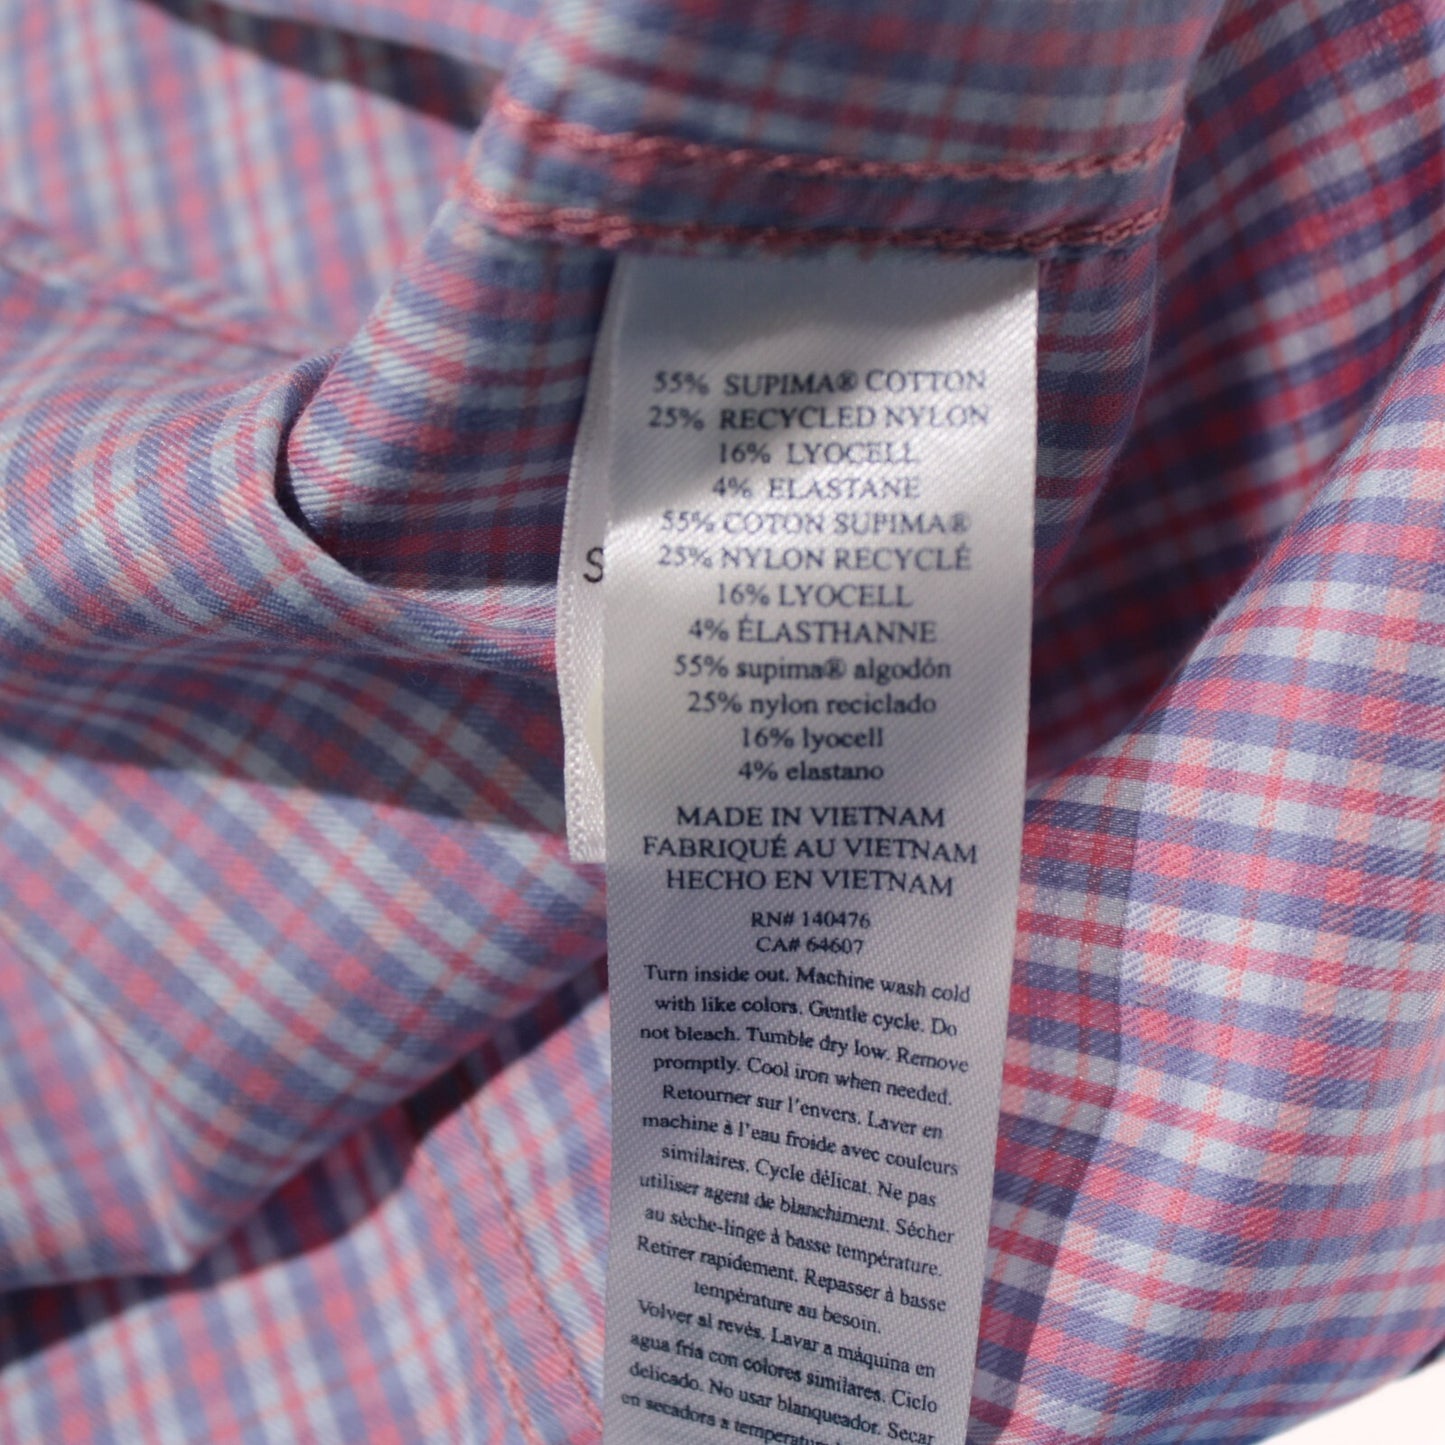 55% SUPIMA® COTTON
25% RECYCLED NYLON
16% LYOCELL
4% ELASTANE
55% COTON SUPIMA®
S
25% NYLON RECYCLÉ
16% LYOCELL
4% ÉLASTHANNE
55% supima® algodón
25% nylon reciclado
16% lyocell
4% elastano
MADE IN VIETNAM
FABRIQUÉ AU VIETNAM
HECHO EN VIETNAM
RN# 140476
CA# 64607
Turn inside out. Machine wash cold
with like colors. Gentle cycle. Do
not bleach. Tumble dry low. Remove
promptly. Cool iron when needed.
Retourner sur l'envers. Laver en
machine à l'eau froide avec couleurs
similaires. Cycle délicat. Ne pas
utiliser agent de blanchiment. Sécher
au sèche-linge à basse température.
Retirer rapidement. Repasser à basse
température au besoin.
Volver al revés. Lavar a máquina en
agua fría con colores similares. Ciclo
delicado. No usar blanqueador. Secar
en secadora a temperatura